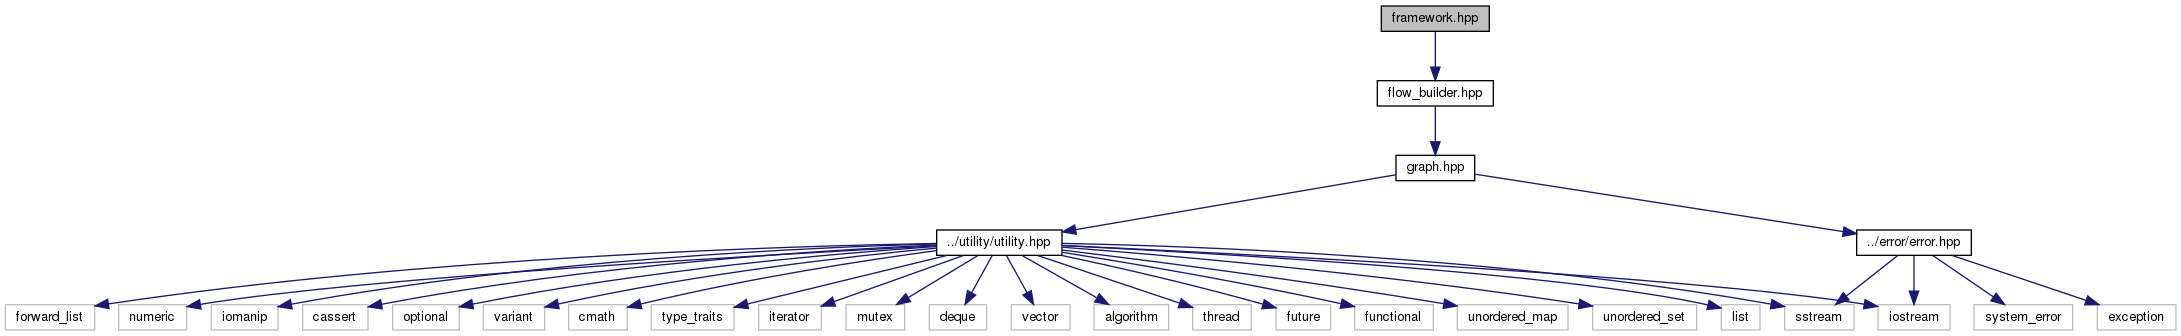 framework.hpp
flow_builder.hpp
graph.hpp
../utility/utility.hpp
../error/error.hpp
forward_list
numeric
iomanip
cassert
optional
variant
cmath
type_traits
iterator
mutex
deque
vector
algorithm
thread
future
functional
unordered_map
unordered_set
list
sstream
iostream
system_error
exception